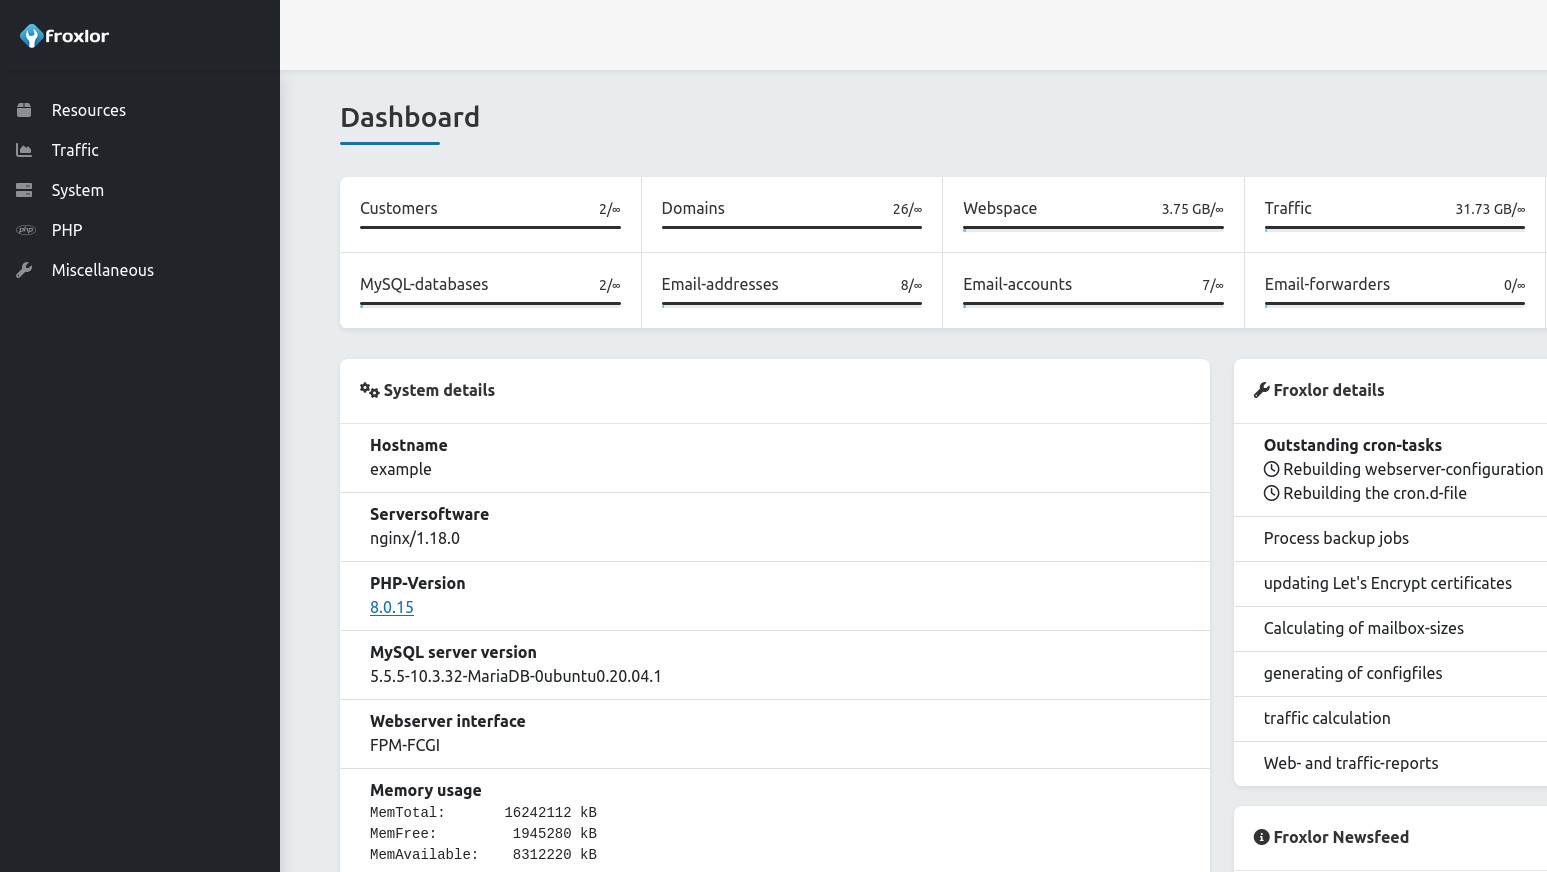 froxlor
Resources
Traffic
System
php PHP
Miscellaneous
Dashboard
Customers 2/∞
Domains 26/∞
Webspace 3.75 GB/∞
Traffic 31.73 GB/∞
MySQL-databases 2/∞
Email-addresses 8/∞
Email-accounts 7/∞
Email-forwarders 0/∞
System details
Hostname
example
Serversoftware
nginx/1.18.0
PHP-Version
8.0.15
MySQL server version
5.5.5-10.3.32-MariaDB-0ubuntu0.20.04.1
Webserver interface
FPM-FCGI
Memory usage
MemTotal: 16242112 kB
MemFree: 1945280 kB
MemAvailable: 8312220 kB
Froxlor details
Outstanding cron-tasks
Rebuilding webserver-configuration
Rebuilding the cron.d-file
Process backup jobs
updating Let's Encrypt certificates
Calculating of mailbox-sizes
generating of configfiles
traffic calculation
Web- and traffic-reports
Froxlor Newsfeed